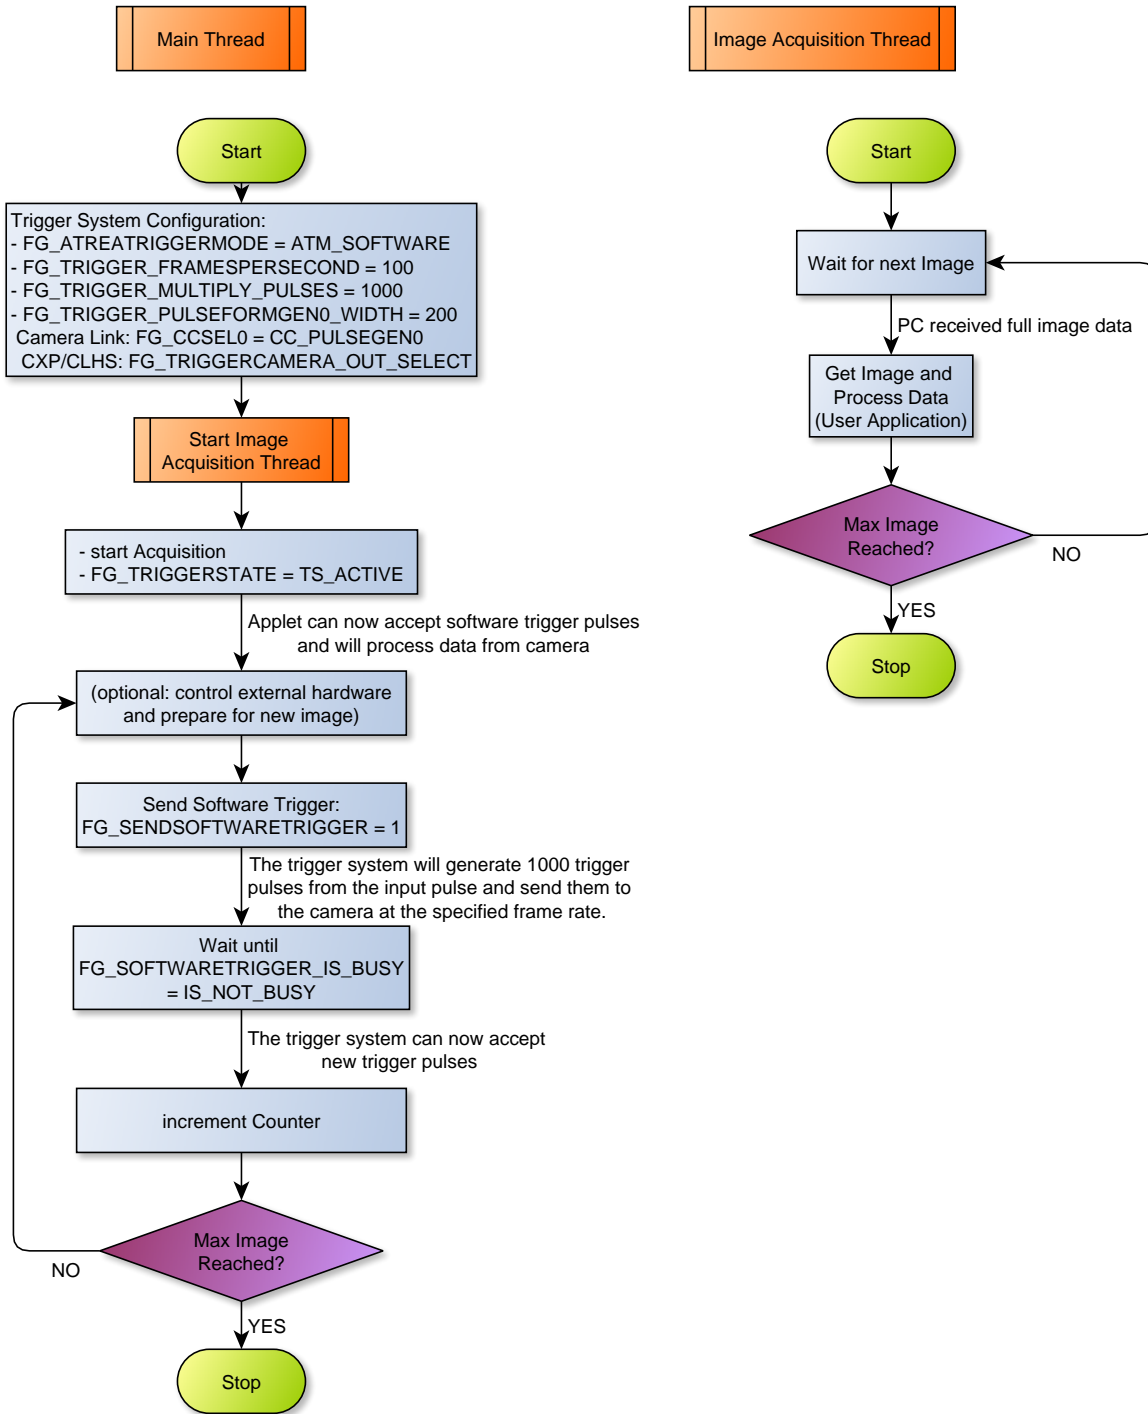 Main Thread
Start
Trigger System Configuration:
- FG_ATREATRIGGERMODE = ATM_SOFTWARE
- FG_TRIGGER_FRAMESPERSECOND = 100
- FG_TRIGGER_MULTIPLY_PULSES = 1000
- FG_TRIGGER_PULSEFORMGEN0_WIDTH = 200
Camera Link: FG_CCSEL0 = CC_PULSEGEN0
CXP/CLHS: FG_TRIGGERCAMERA_OUT_SELECT
Start Image
Acquisition Thread
- start Acquisition
- FG_TRIGGERSTATE = TS_ACTIVE
Applet can now accept software trigger pulses
and will process data from camera
(optional: control external hardware
and prepare for new image)
Send Software Trigger:
FG_SENDSOFTWARETRIGGER = 1
The trigger system will generate 1000 trigger
pulses from the input pulse and send them to
the camera at the specified frame rate.
Wait until
FG_SOFTWARETRIGGER_IS_BUSY
= IS_NOT_BUSY
The trigger system can now accept
new trigger pulses
increment Counter
Max Image
Reached?
NO
YES
Stop
Image Acquisition Thread
Start
Wait for next Image
PC received full image data
Get Image and
Process Data
(User Application)
Max Image
Reached?
NO
YES
Stop